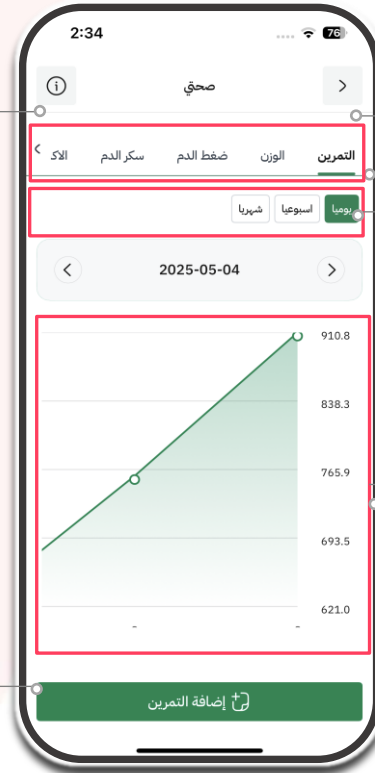 2:34 76
صحتي
التمرين الوزن ضغط الدم سكر الدم الاك
يوميا اسبوعيا شهريا
2025-05-04
910.8
838.3
765.9
693.5
621.0
- -
إضافة التمرين